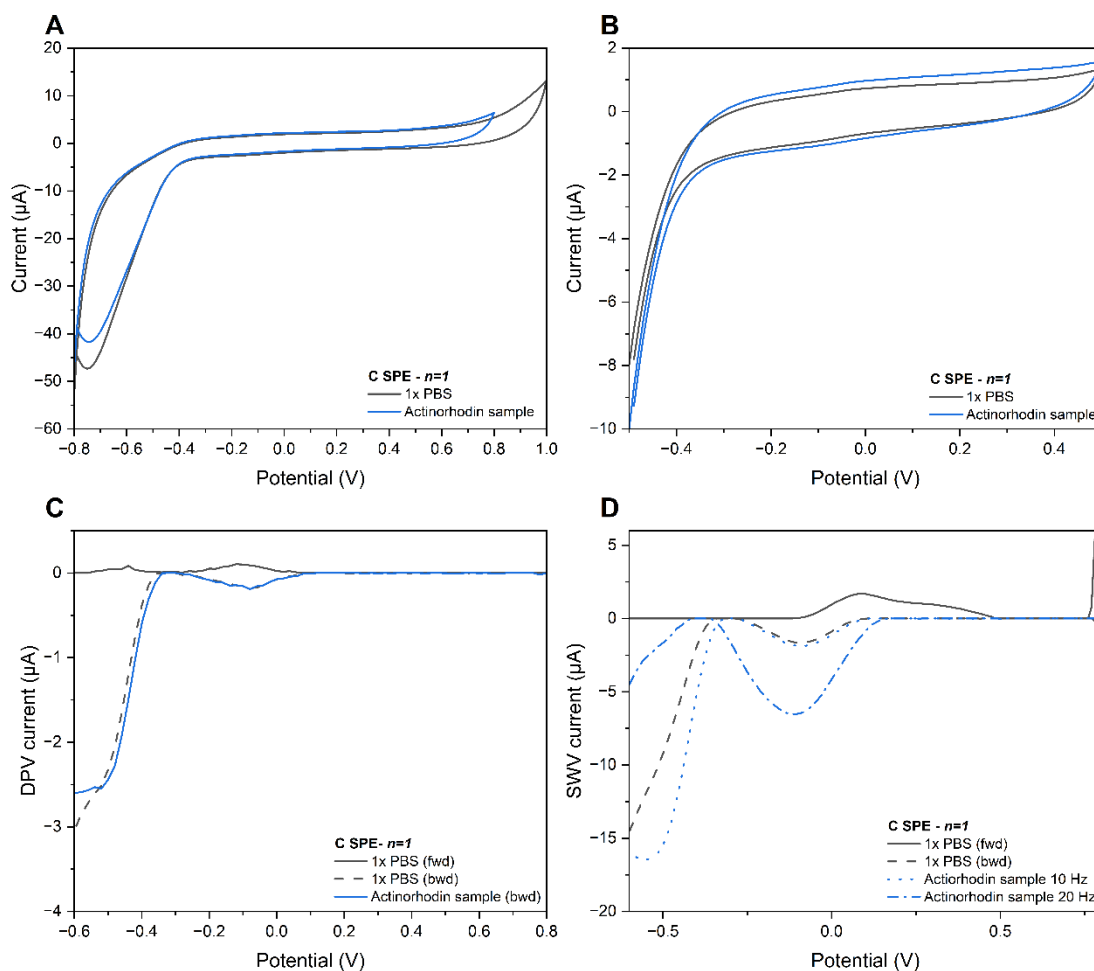 A
20
10
0
−10
−20
−30
−40
−50
−60
Current (µA)
C SPE - n=1
1x PBS
Actinorhodin sample
−0.8 −0.6 −0.4 −0.2 0.0 0.2 0.4 0.6 0.8 1.0
Potential (V)
B
2
0
−2
−4
−6
−8
−10
Current (µA)
C SPE - n=1
1x PBS
Actinorhodin sample
−0.4 −0.2 0.0 0.2 0.4
Potential (V)
C
0
−1
−2
−3
−4
DPV current (µA)
C SPE- n=1
1x PBS (fwd)
1x PBS (bwd)
Actinorhodin sample (bwd)
−0.6 −0.4 −0.2 0.0 0.2 0.4 0.6 0.8
Potential (V)
D
5
0
−5
−10
−15
−20
SWV current (µA)
C SPE - n=1
1x PBS (fwd)
1x PBS (bwd)
Actiorhodin sample 10 Hz
Actinorhodin sample 20 Hz
−0.5 0.0 0.5
Potential (V)